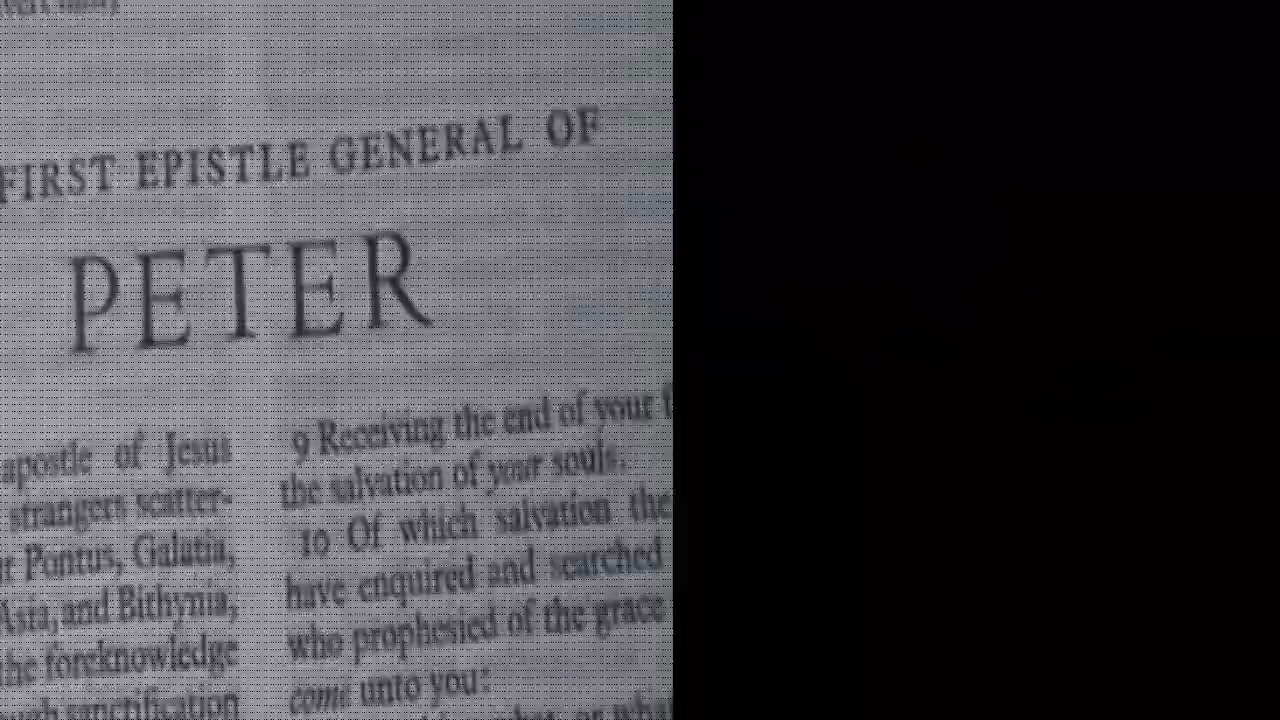 FIRST EPISTLE GENERAL OF
PETER
apostle of Jesus
strangers scatter-
Pontus, Galatia,
Asia, and Bithynia,
the foreknowledge
sanctification
9 Receiving the end of your
the salvation of your souls.
10 Of which salvation the
have enquired and searched
who prophesied of the grace
come unto you: